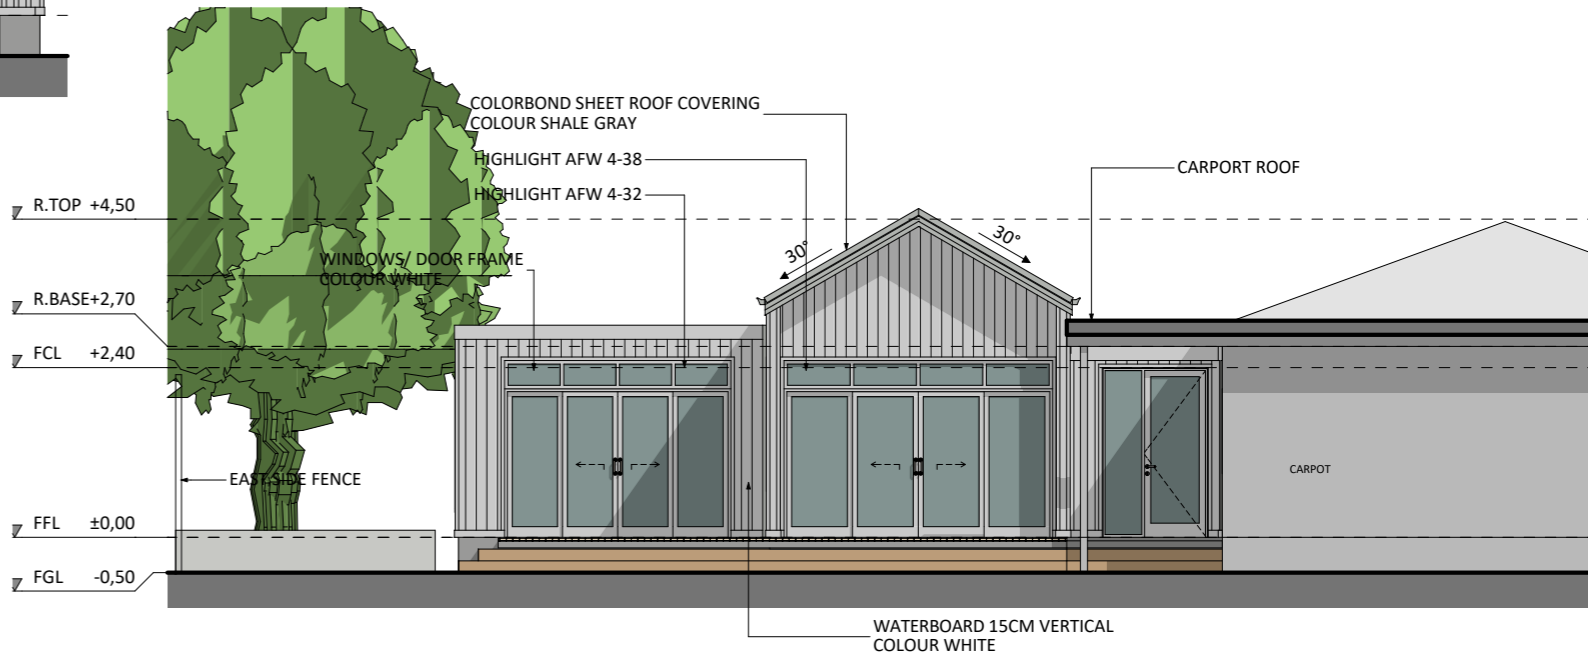 COLORBOND SHEET ROOF COVERING
COLOUR SHALE GRAY
HIGHLIGHT AFW 4-38
HIGHLIGHT AFW 4-32
CARPORT ROOF
R.TOP +4,50
30°
30°
WINDOWS/ DOOR FRAME
COLOUR WHITE
R.BASE+2,70
FCL +2,40
CARPOT
EAST SIDE FENCE
FFL ±0,00
FGL -0,50
WATERBOARD 15CM VERTICAL
COLOUR WHITE